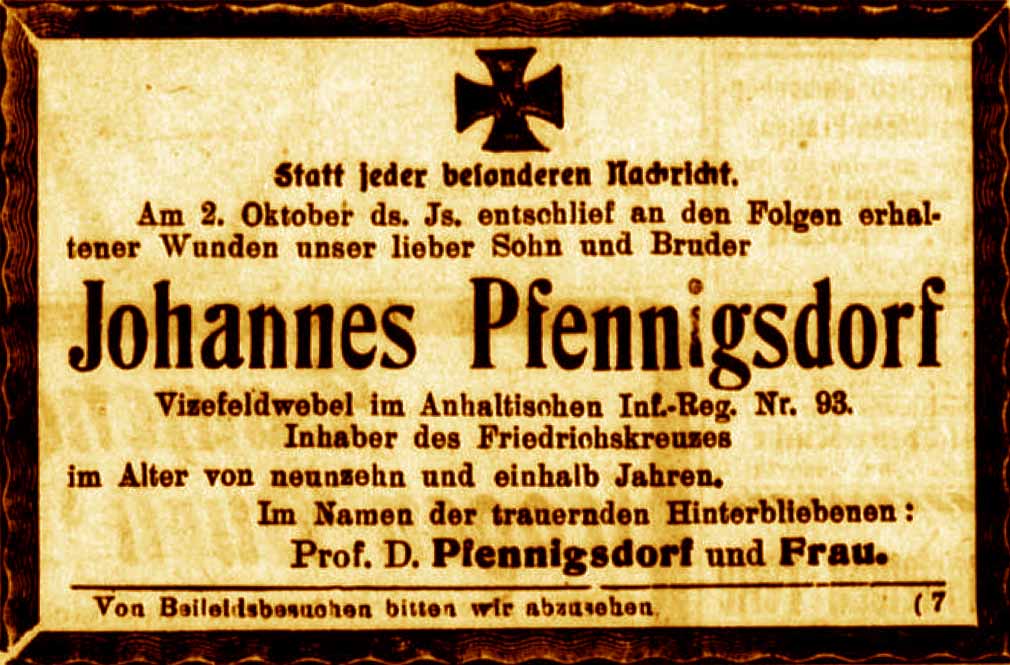 Statt jeder besonderen Nachricht.
Am 2. Oktober ds. Js. entschlief an den Folgen erhal-
tener Wunden unser lieber Sohn und Bruder
Johannes Pfennigsdorf
Vizefeldwebel im Anhaltischen Inf.-Reg. Nr. 93.
Inhaber des Friedrichskreuzes
im Alter von neunzehn und einhalb Jahren.
Im Namen der trauernden Hinterbliebenen:
Prof. D. Pfennigsdorf und Frau.
Von Beileidsbesuchen bitten wir abzusehen. (7